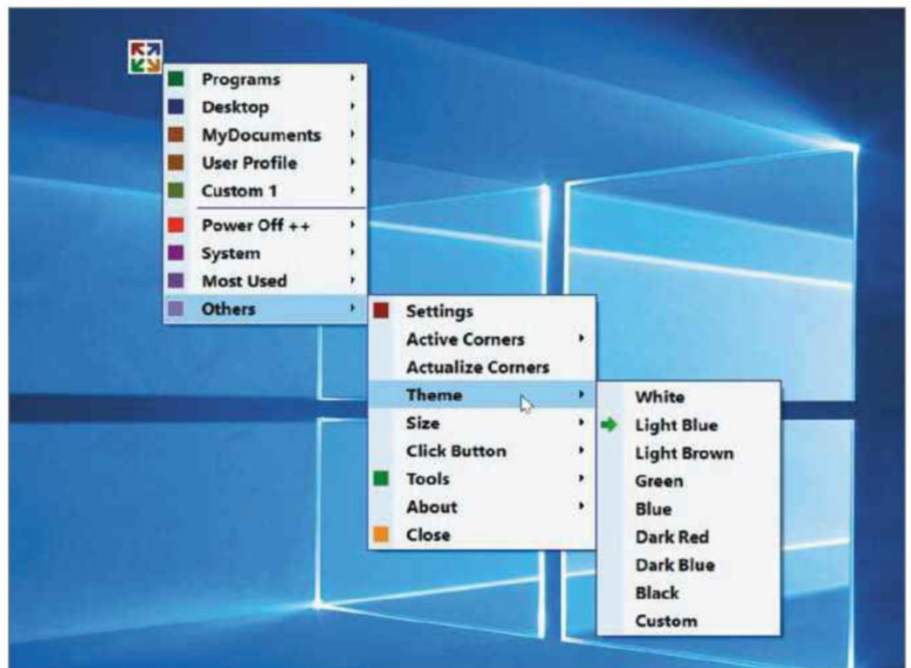 Programs
Desktop
MyDocuments
User Profile
Custom 1
Power Off ++
System
Most Used
Others
Settings
Active Corners
Actualize Corners
Theme
Size
Click Button
Tools
About
Close
White
Light Blue
Light Brown
Green
Blue
Dark Red
Dark Blue
Black
Custom